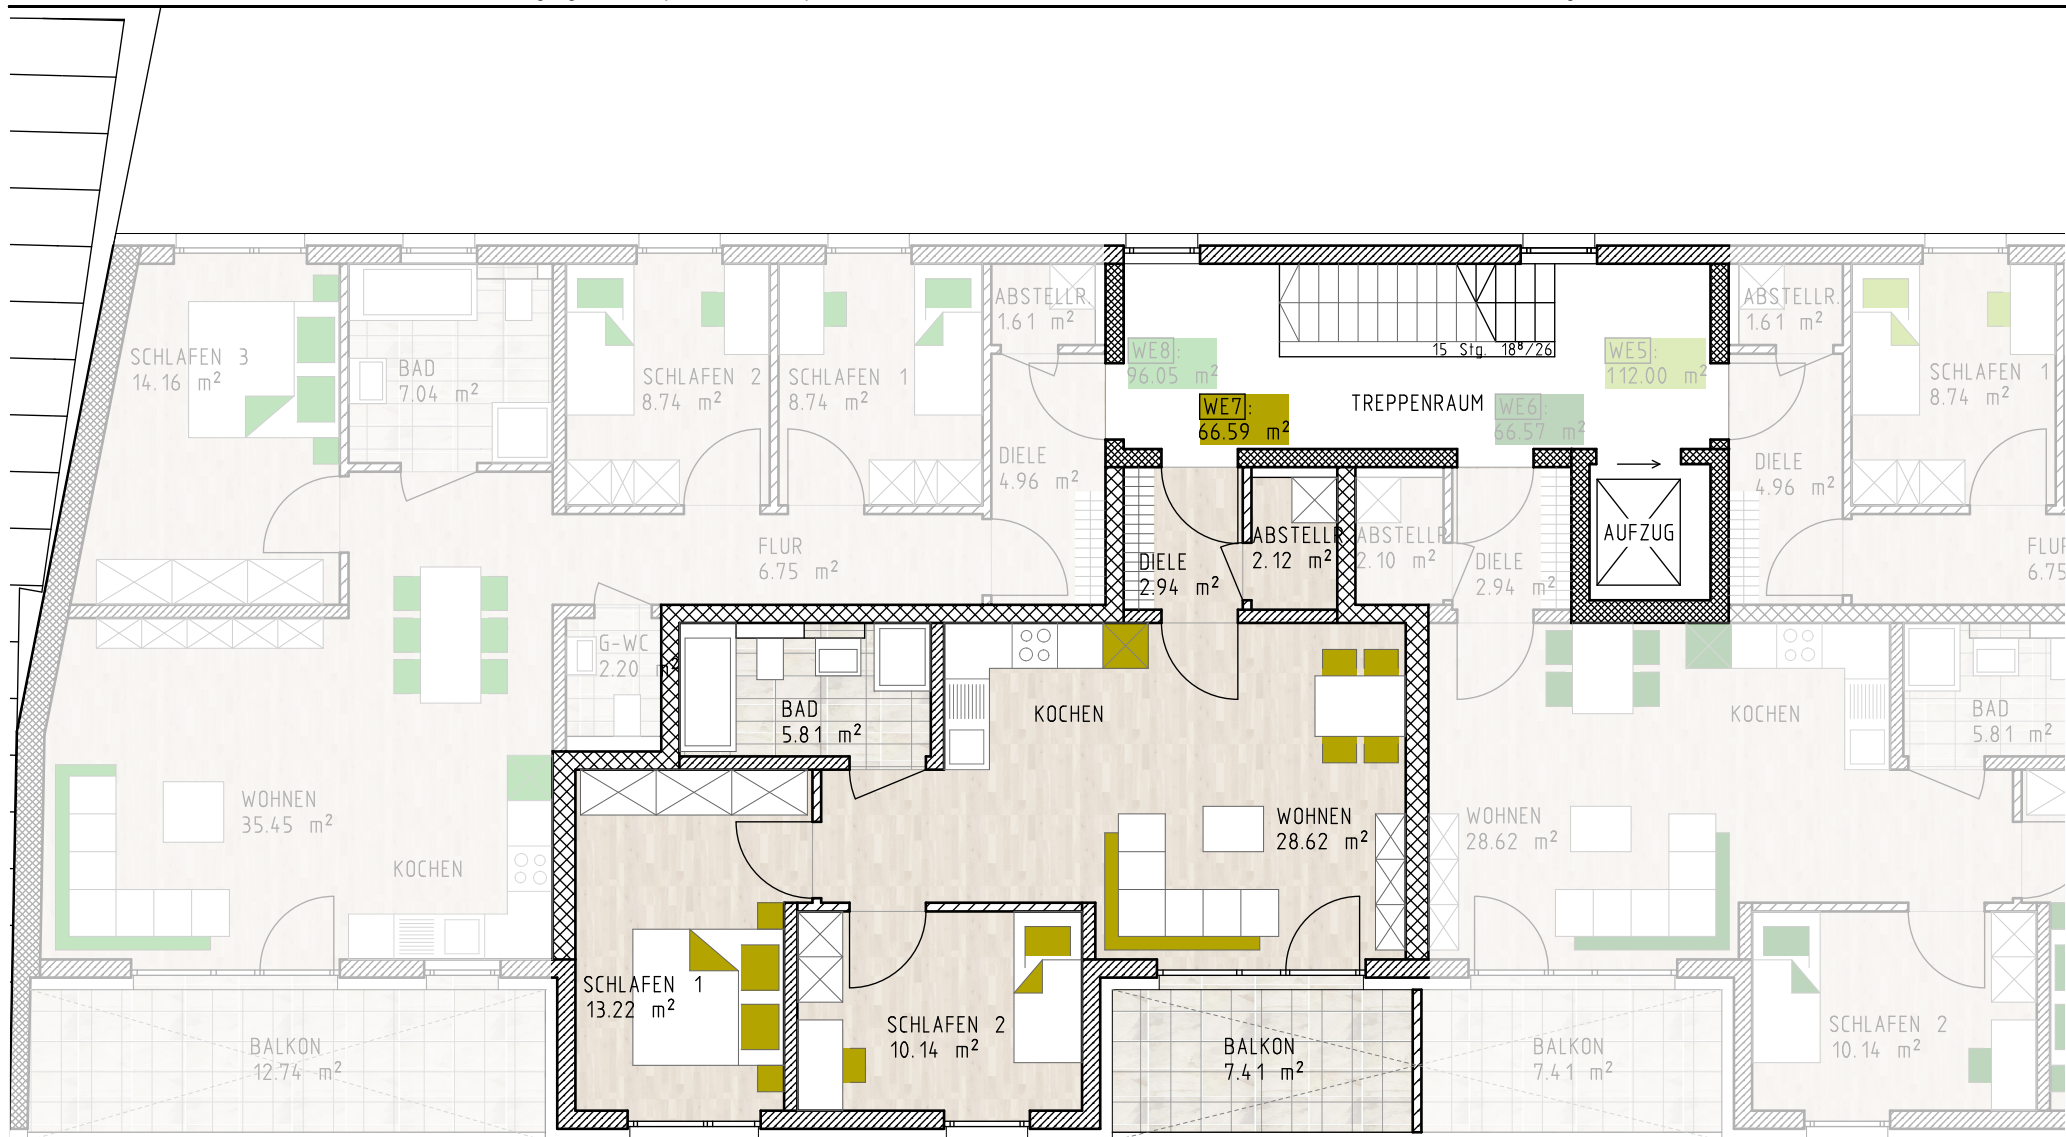 ABSTELLR.
1.61 m²
ABSTELLR.
1.61 m²
SCHLAFEN 3
14.16 m²
BAD
7.04 m²
SCHLAFEN 2
8.74 m²
SCHLAFEN 1
8.74 m²
WE8:
96.05 m²
15 Stg. 18⁸/26
WE5:
112.00 m²
SCHLAFEN 1
8.74 m²
WE7:
66.59 m²
TREPPENRAUM
WE6:
66.57 m²
DIELE
4.96 m²
DIELE
4.96 m²
FLUR
6.75 m²
DIELE
2.94 m²
ABSTELLR
2.12 m²
ABSTELLR
2.10 m²
DIELE
2.94 m²
AUFZUG
FLUR
6.75
G-WC
2.20 m²
BAD
5.81 m²
KOCHEN
KOCHEN
BAD
5.81 m²
WOHNEN
35.45 m²
KOCHEN
WOHNEN
28.62 m²
WOHNEN
28.62 m²
SCHLAFEN 1
13.22 m²
SCHLAFEN 2
10.14 m²
SCHLAFEN 2
10.14 m²
BALKON
12.74 m²
BALKON
7.41 m²
BALKON
7.41 m²